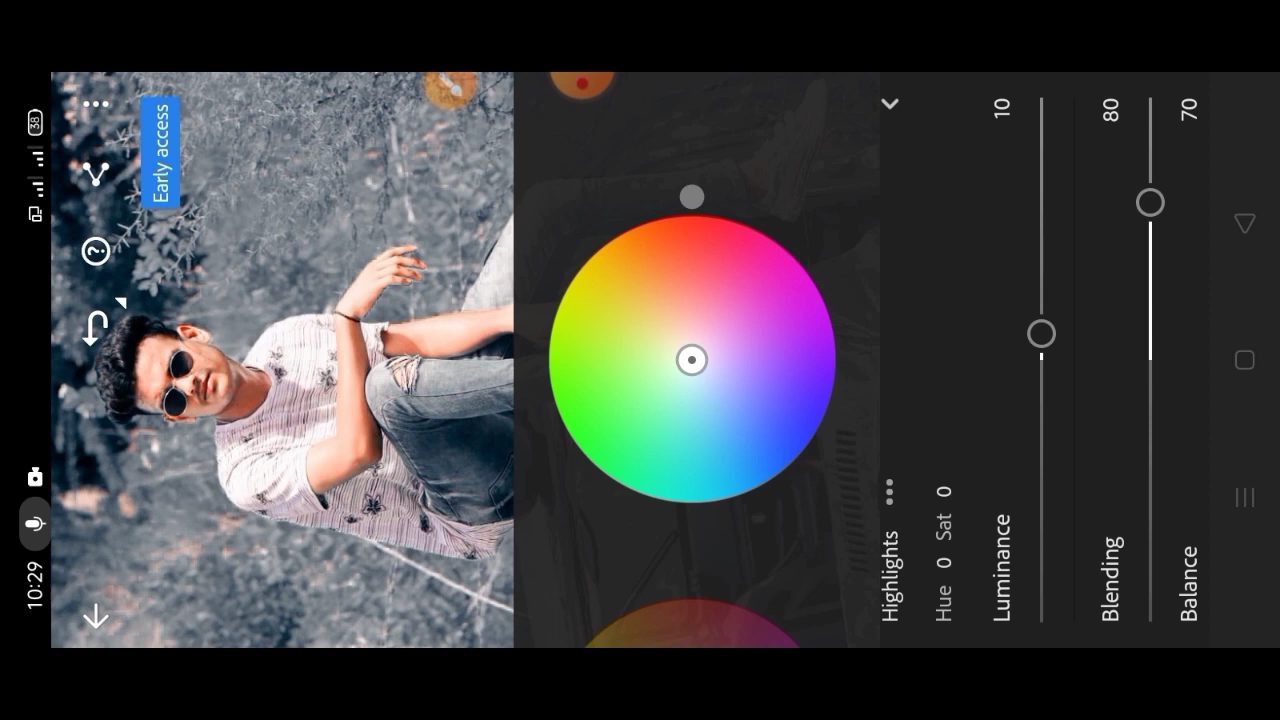 10:29
38
Early access
Highlights
Hue 0 Sat 0
Luminance 10
Blending 80
Balance 70